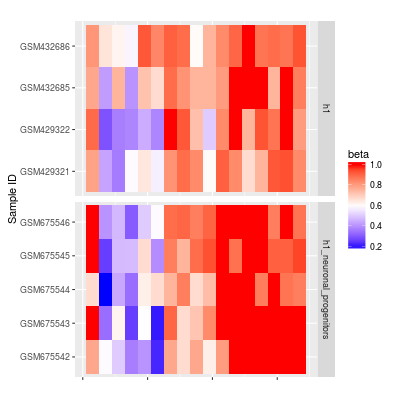 GSM432686
GSM432685
GSM429322
GSM429321
h1
GSM675546
GSM675545
GSM675544
GSM675543
GSM675542
h1_neuronal_progenitors
Sample ID
beta
1.0
0.8
0.6
0.4
0.2